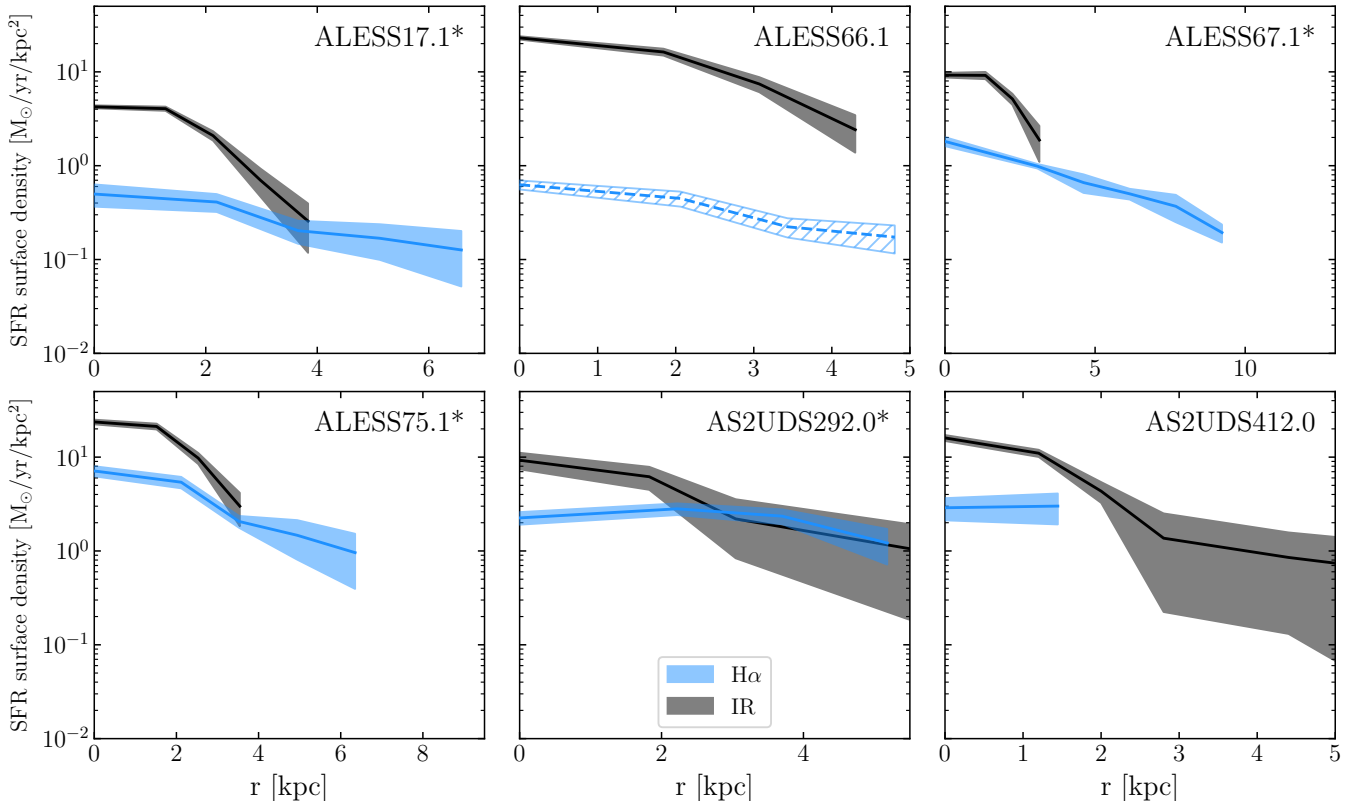 SFR surface density [M⊙/yr/kpc²]
10¹
10⁰
10⁻¹
10⁻²
ALESS17.1*
0 2 4 6
ALESS66.1
0 1 2 3 4 5
ALESS67.1*
0 5 10
SFR surface density [M⊙/yr/kpc²]
10¹
10⁰
10⁻¹
10⁻²
ALESS75.1*
0 2 4 6 8
r [kpc]
AS2UDS292.0*
Hα
IR
0 1 2 3 4 5
r [kpc]
AS2UDS412.0
0 1 2 3 4 5
r [kpc]